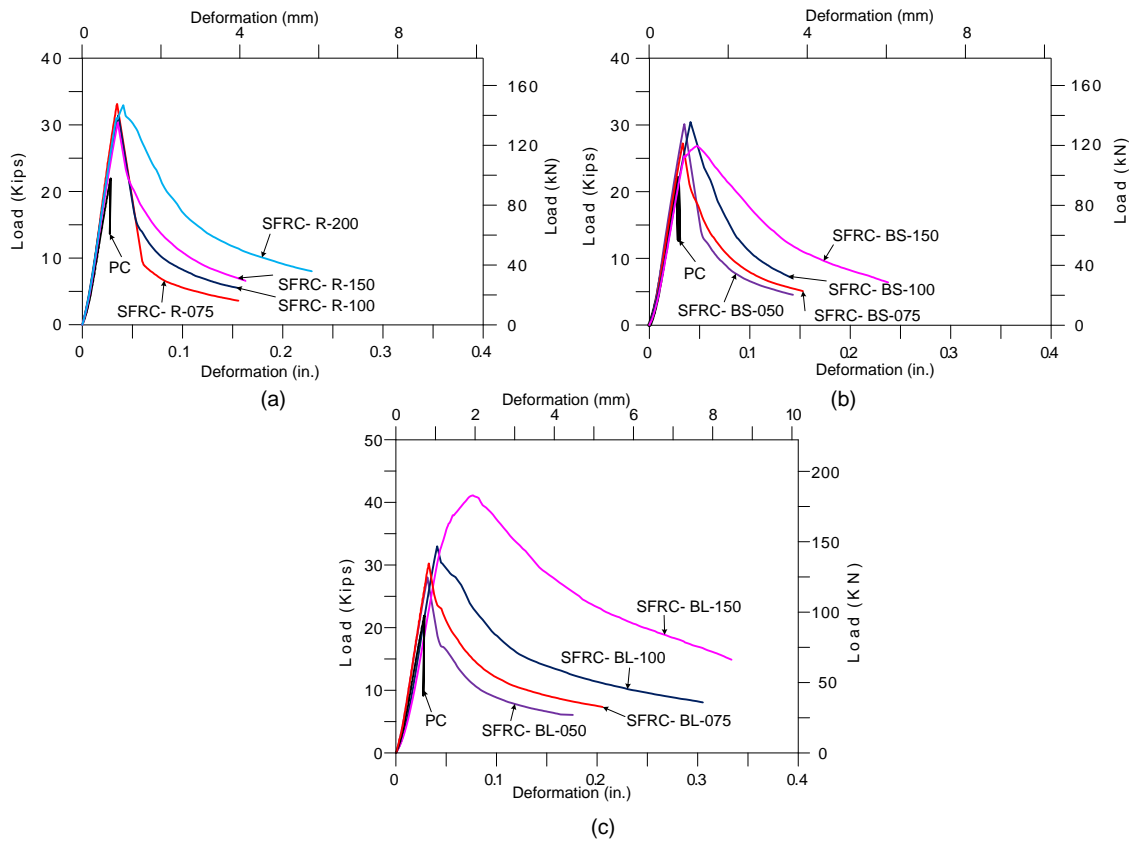 Deformation (mm)
0 2 4 6 8
40
30
20
10
0
Load (Kips)
160
120
80
40
0
Load (kN)
SFRC- R-200
PC
SFRC- R-150
SFRC- R-100
SFRC- R-075
0 0.1 0.2 0.3 0.4
Deformation (in.)
(a)
Deformation (mm)
0 2 4 6 8
40
30
20
10
0
Load (Kips)
160
120
80
40
0
Load (kN)
SFRC- BS-150
PC
SFRC- BS-100
SFRC- BS-050
SFRC- BS-075
0 0.1 0.2 0.3 0.4
Deformation (in.)
(b)
Deformation (mm)
0 2 4 6 8 10
50
40
30
20
10
0
Load (Kips)
200
150
100
50
0
Load (KN)
SFRC- BL-150
SFRC- BL-100
PC
SFRC- BL-050
SFRC- BL-075
0 0.1 0.2 0.3 0.4
Deformation (in.)
(c)